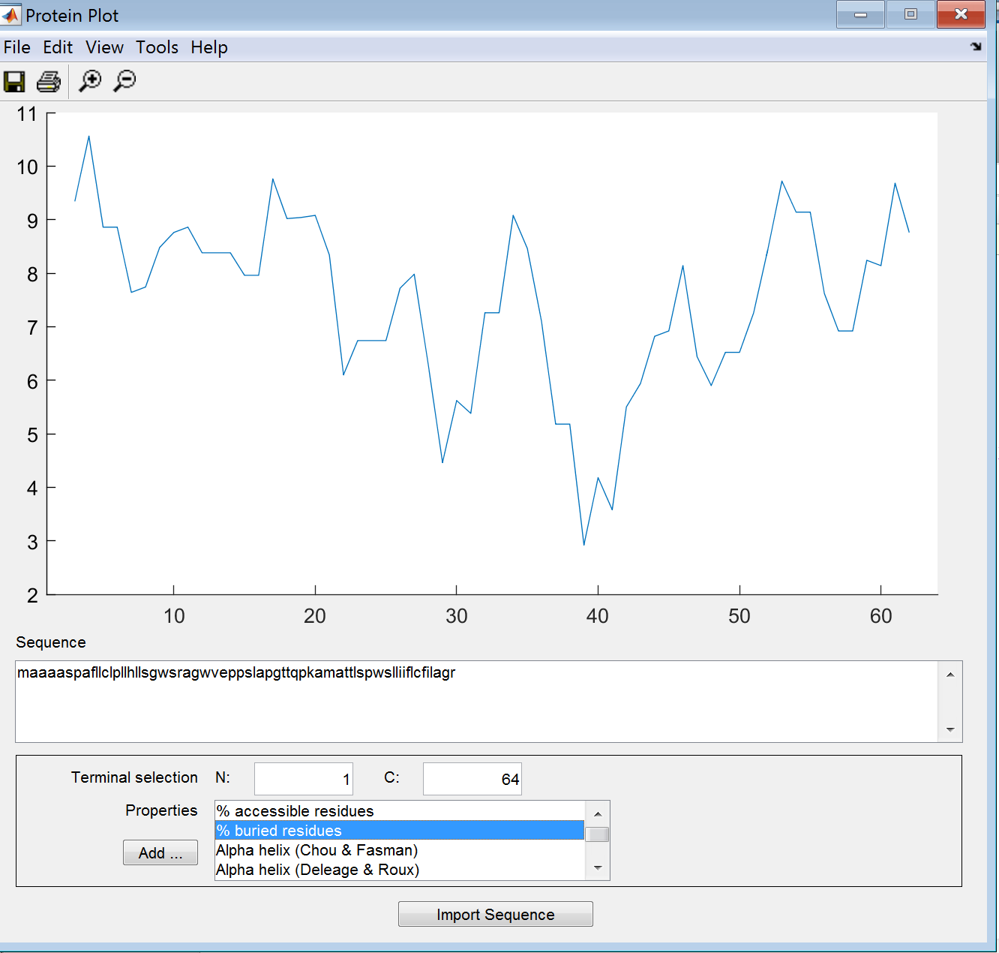 Protein Plot
File Edit View Tools Help
11
10
9
8
7
6
5
4
3
2
10 20 30 40 50 60
Sequence
maaaaspafllclpllhllsgwsragwveppslapgttqpkamattlspwslliiflcfilagr
Terminal selection N: 1 C: 64
Properties
% accessible residues
% buried residues
Alpha helix (Chou & Fasman)
Alpha helix (Deleage & Roux)
Add ...
Import Sequence